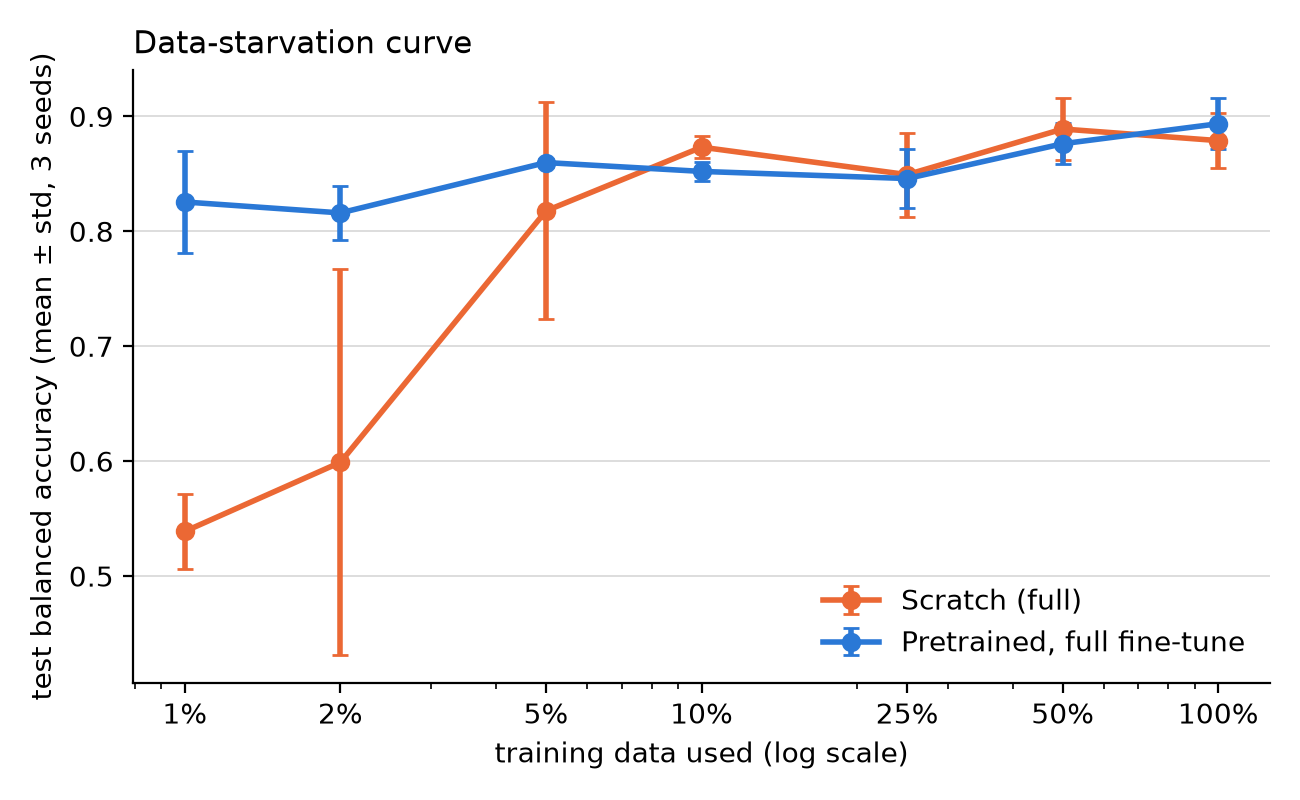 Data-starvation curve
test balanced accuracy (mean ± std, 3 seeds)
0.9
0.8
0.7
0.6
0.5
Scratch (full)
Pretrained, full fine-tune
1% 2% 5% 10% 25% 50% 100%
training data used (log scale)